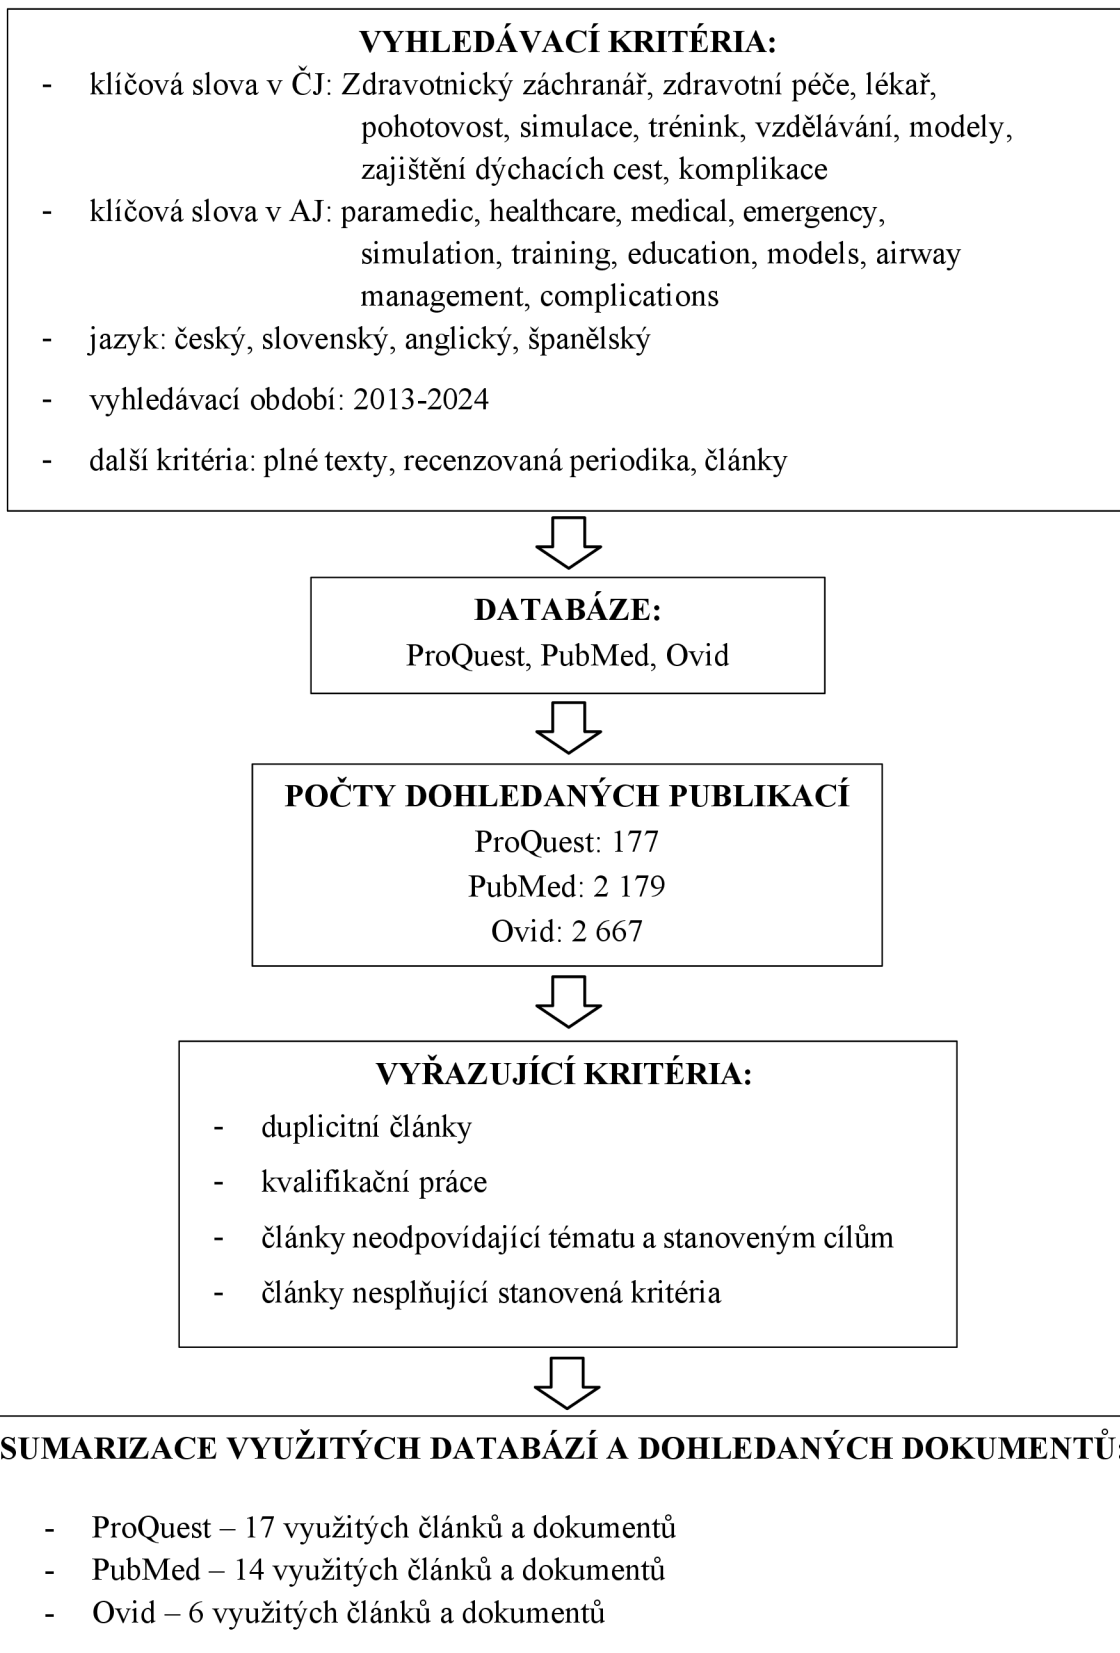 VYHLEDÁVACÍ KRITÉRIA:
- klíčová slova v ČJ: Zdravotnický záchranář, zdravotní péče, lékař,
pohotovost, simulace, trénink, vzdělávání, modely,
zajištění dýchacích cest, komplikace
- klíčová slova v AJ: paramedic, healthcare, medical, emergency,
simulation, training, education, models, airway
management, complications
- jazyk: český, slovenský, anglický, španělský
- vyhledávací období: 2013-2024
- další kritéria: plné texty, recenzovaná periodika, články
DATABÁZE:
ProQuest, PubMed, Ovid
POČTY DOHLEDANÝCH PUBLIKACÍ
ProQuest: 177
PubMed: 2 179
Ovid: 2 667
VYŘAZUJÍCÍ KRITÉRIA:
- duplicitní články
- kvalifikační práce
- články neodpovídající tématu a stanoveným cílům
- články nesplňující stanovená kritéria
SUMARIZACE VYUŽITÝCH DATABÁZÍ A DOHLEDANÝCH DOKUMENTŮ:
- ProQuest – 17 využitých článků a dokumentů
- PubMed – 14 využitých článků a dokumentů
- Ovid – 6 využitých článků a dokumentů